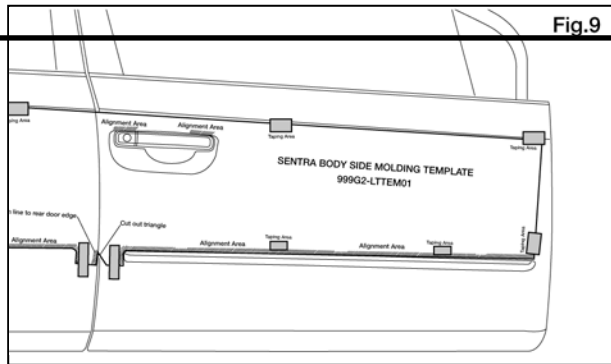 Fig.9
Alignment Area
Alignment Area
Taping Area
Taping Area
Taping Area
SENTRA BODY SIDE MOLDING TEMPLATE
999G2-LTTEM01
line to rear door edge
Cut out triangle
Alignment Area
Alignment Area
Taping Area
Alignment Area
Taping Area
Taping Area